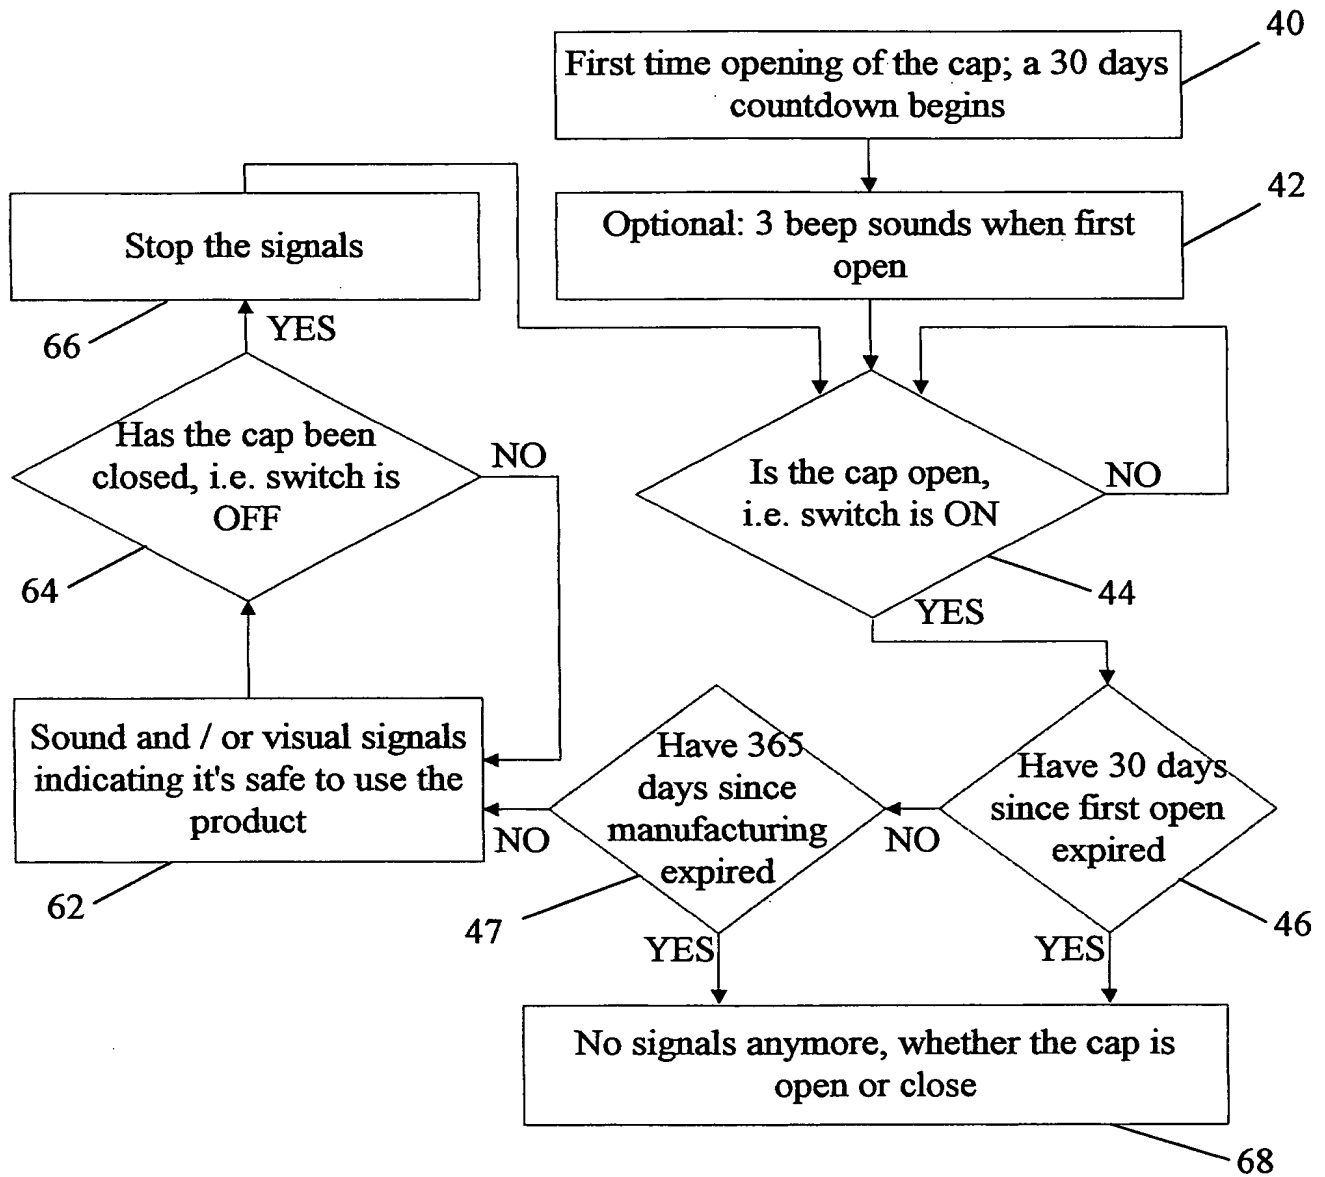 40
First time opening of the cap; a 30 days
countdown begins
42
Optional: 3 beep sounds when first
open
Stop the signals
66
YES
Has the cap been
closed, i.e. switch is
OFF
NO
64
Is the cap open,
i.e. switch is ON
NO
44
YES
Sound and / or visual signals
indicating it's safe to use the
product
62
NO
Have 365
days since
manufacturing
expired
47
YES
NO
Have 30 days
since first open
expired
46
YES
No signals anymore, whether the cap is
open or close
68